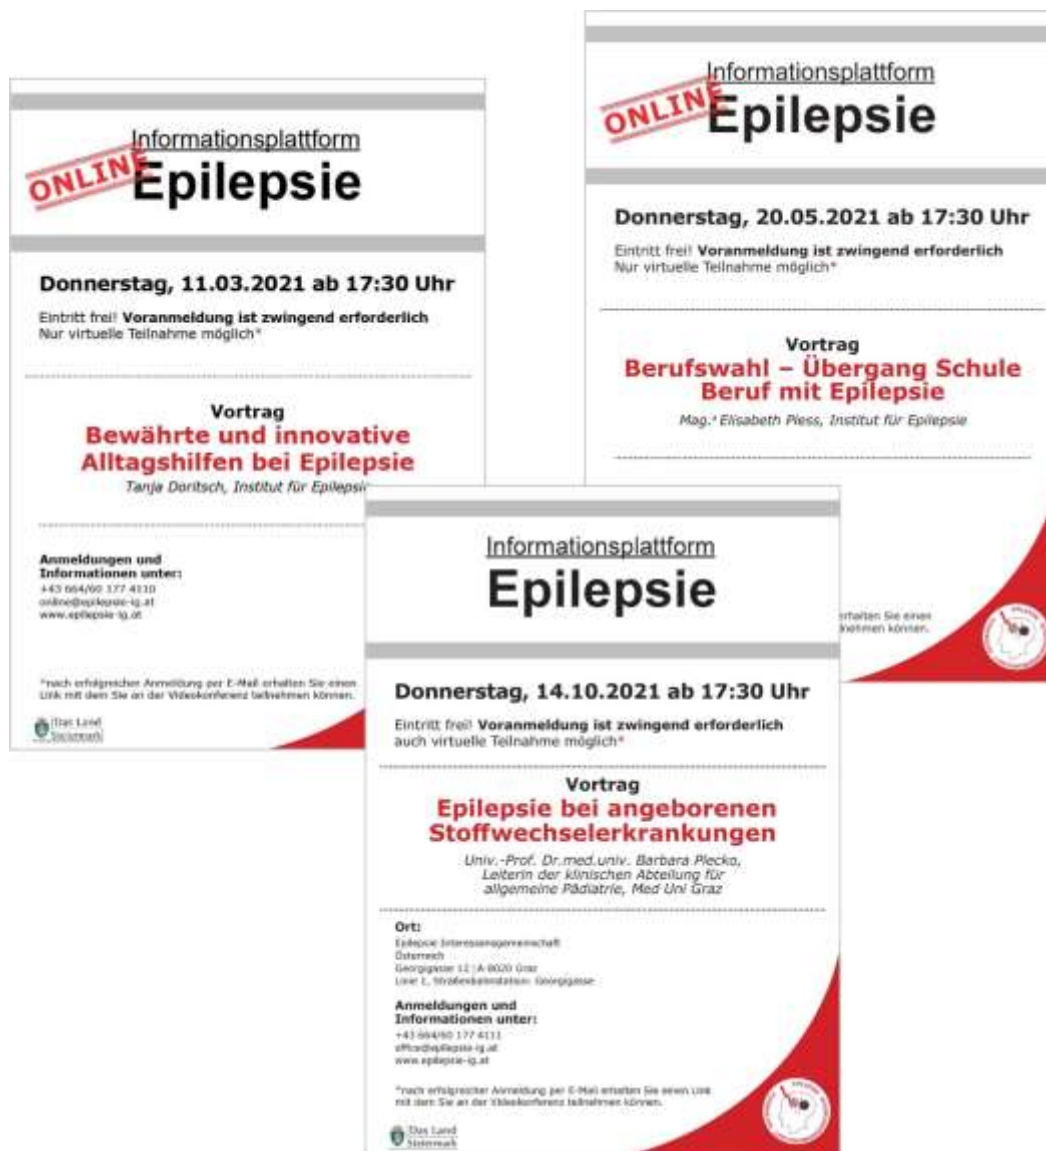 Informationsplattform
ONLINE
Epilepsie
Donnerstag, 11.03.2021 ab 17:30 Uhr
Eintritt frei! Voranmeldung ist zwingend erforderlich
Nur virtuelle Teilnahme möglich*
Vortrag
Bewährte und innovative
Alltagshilfen bei Epilepsie
Tanja Doritsch, Institut für Epilepsie
Anmeldungen und
Informationen unter:
+43 664/60 177 4110
online@epilepsie-ig.at
www.epilepsie-ig.at
*nach erfolgreicher Anmeldung per E-Mail erhalten Sie einen
Link mit dem Sie an der Videokonferenz teilnehmen können.
Das Land
Steiermark
Informationsplattform
ONLINE
Epilepsie
Donnerstag, 20.05.2021 ab 17:30 Uhr
Eintritt frei! Voranmeldung ist zwingend erforderlich
Nur virtuelle Teilnahme möglich*
Vortrag
Berufswahl – Übergang Schule
Beruf mit Epilepsie
Mag.ᵃ Elisabeth Pless, Institut für Epilepsie
erhalten Sie einen
teilnehmen können.
Informationsplattform
Epilepsie
Donnerstag, 14.10.2021 ab 17:30 Uhr
Eintritt frei! Voranmeldung ist zwingend erforderlich
auch virtuelle Teilnahme möglich*
Vortrag
Epilepsie bei angeborenen
Stoffwechselerkrankungen
Univ.-Prof. Dr.med.univ. Barbara Plecko,
Leiterin der klinischen Abteilung für
allgemeine Pädiatrie, Med Uni Graz
Ort:
Epilepsie Interessensgemeinschaft
Österreich
Georgigasse 12 | A-8020 Graz
Linie 1, Straßenbahnstation: Georgigasse
Anmeldungen und
Informationen unter:
+43 664/60 177 4111
office@epilepsie-ig.at
www.epilepsie-ig.at
*nach erfolgreicher Anmeldung per E-Mail erhalten Sie einen Link
mit dem Sie an der Videokonferenz teilnehmen können.
Das Land
Steiermark